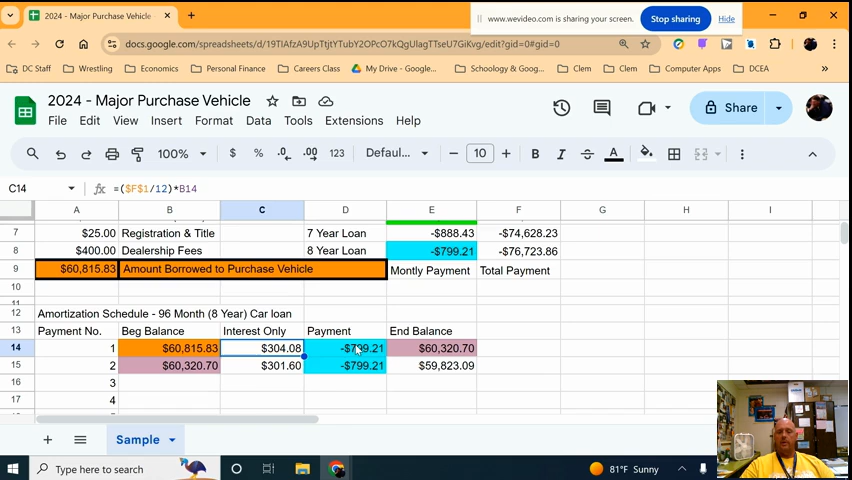 2024 - Major Purchase Vehicle -
www.wevideo.com is sharing your screen.
Stop sharing
Hide
docs.google.com/spreadsheets/d/19TlAfzA9UpTtjtYTubY2OPcO7kQgUlagTTseU7GiKvg/edit?gid=0#gid=0
DC Staff
Wrestling
Economics
Personal Finance
Careers Class
My Drive - Google...
Schoology - Goog...
Clem
Clem
Computer Apps
DCEA
2024 - Major Purchase Vehicle
Share
File Edit View Insert Format Data Tools Extensions Help
100% $ % .0 .00 123 Defaul... 10 B I A
C14 fx =($F$1/12)*B14
A B C D E F G H I J
7 $25.00 Registration & Title 7 Year Loan -$888.43 -$74,628.23
8 $400.00 Dealership Fees 8 Year Loan -$799.21 -$76,723.86
9 $60,815.83 Amount Borrowed to Purchase Vehicle Montly Payment Total Payment
10
11
12 Amortization Schedule - 96 Month (8 Year) Car loan
13 Payment No. Beg Balance Interest Only Payment End Balance
14 1 $60,815.83 $304.08 -$799.21 $60,320.70
15 2 $60,320.70 $301.60 -$799.21 $59,823.09
16 3
17 4
Sample
Type here to search
81°F Sunny